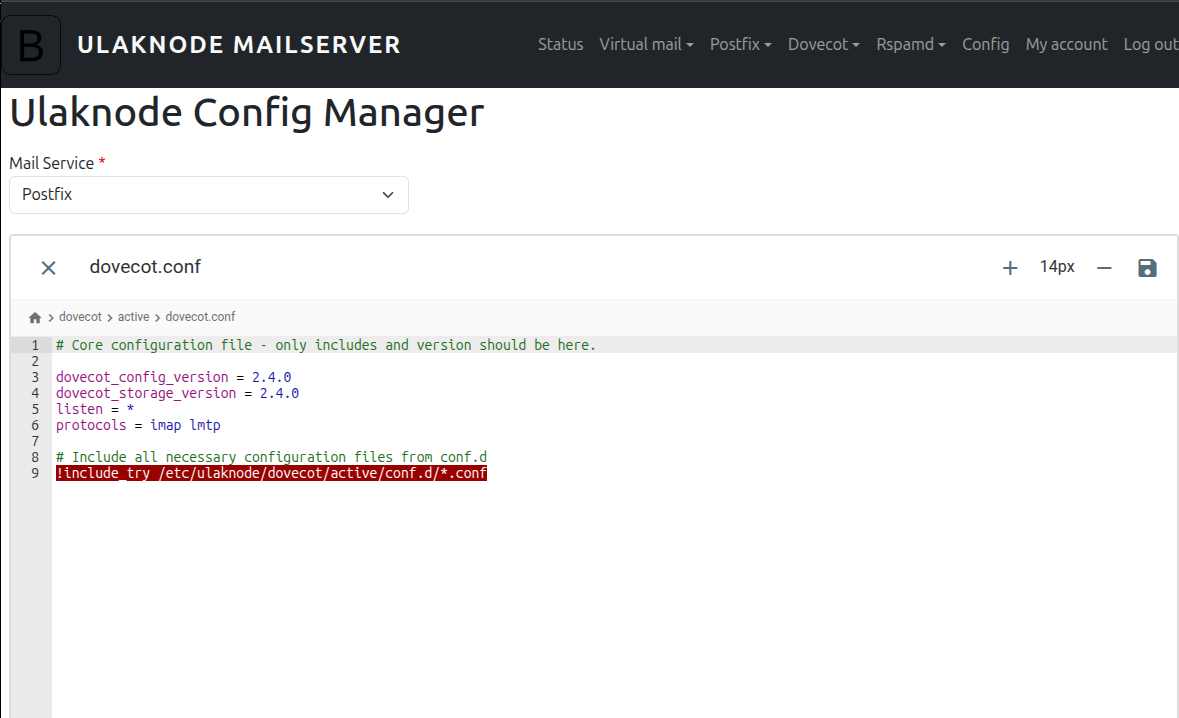 B ULAKNODE MAILSERVER Status Virtual mail Postfix Dovecot Rspamd Config My account Log out
Ulaknode Config Manager
Mail Service *
Postfix
dovecot.conf 14px
dovecot active dovecot.conf
1 # Core configuration file - only includes and version should be here.
2
3 dovecot_config_version = 2.4.0
4 dovecot_storage_version = 2.4.0
5 listen = *
6 protocols = imap lmtp
7
8 # Include all necessary configuration files from conf.d
9 !include_try /etc/ulaknode/dovecot/active/conf.d/*.conf